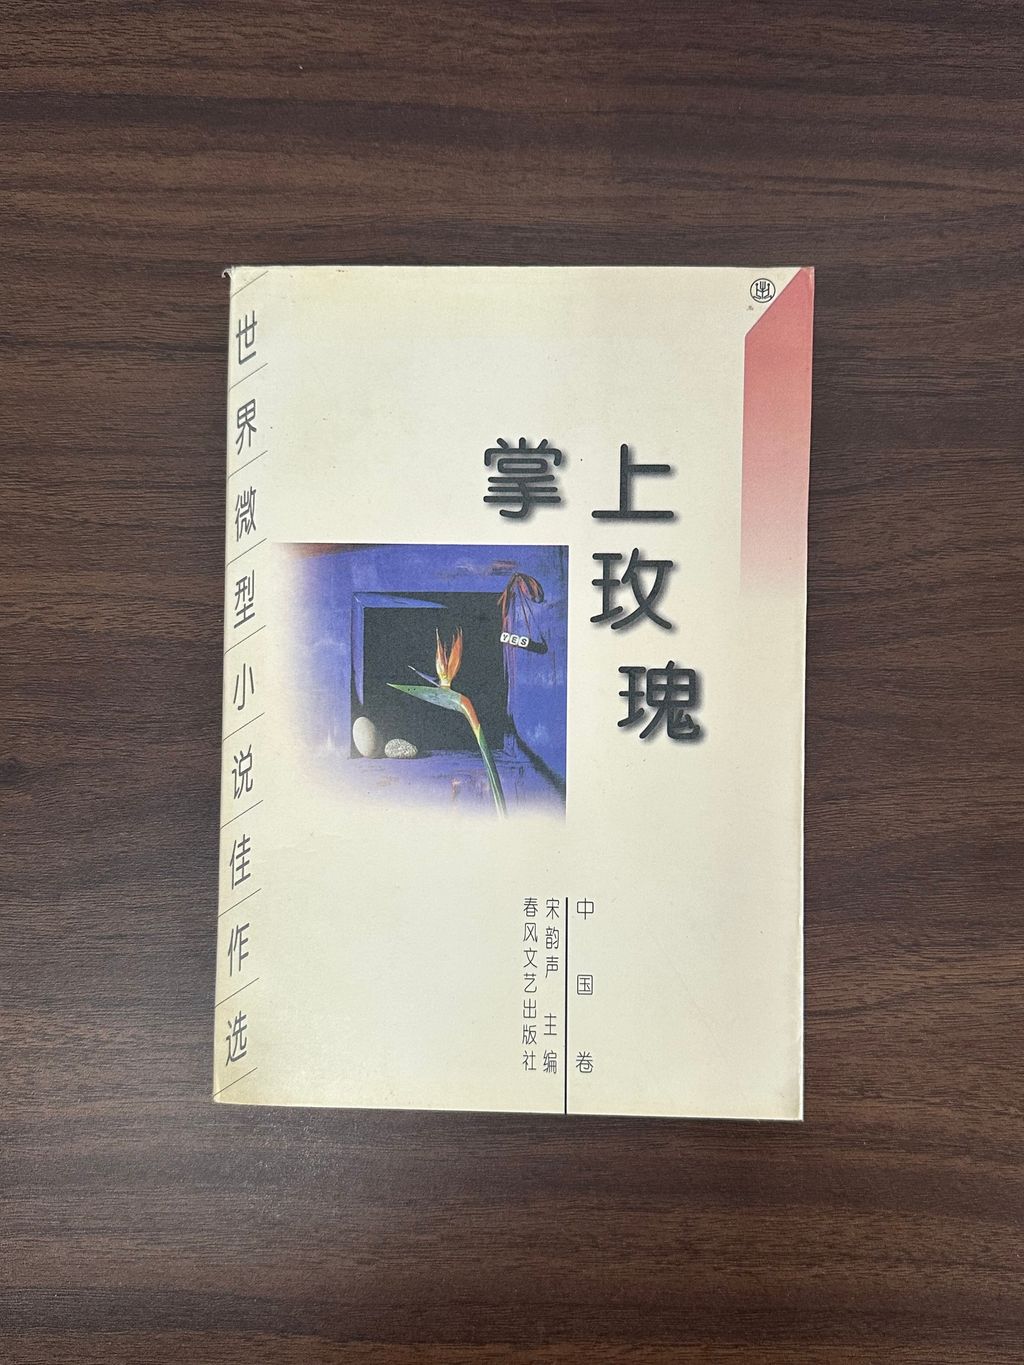 世界微型小说佳作选
掌上玫瑰
YES
中国卷
宋韵声 主编
春风文艺出版社